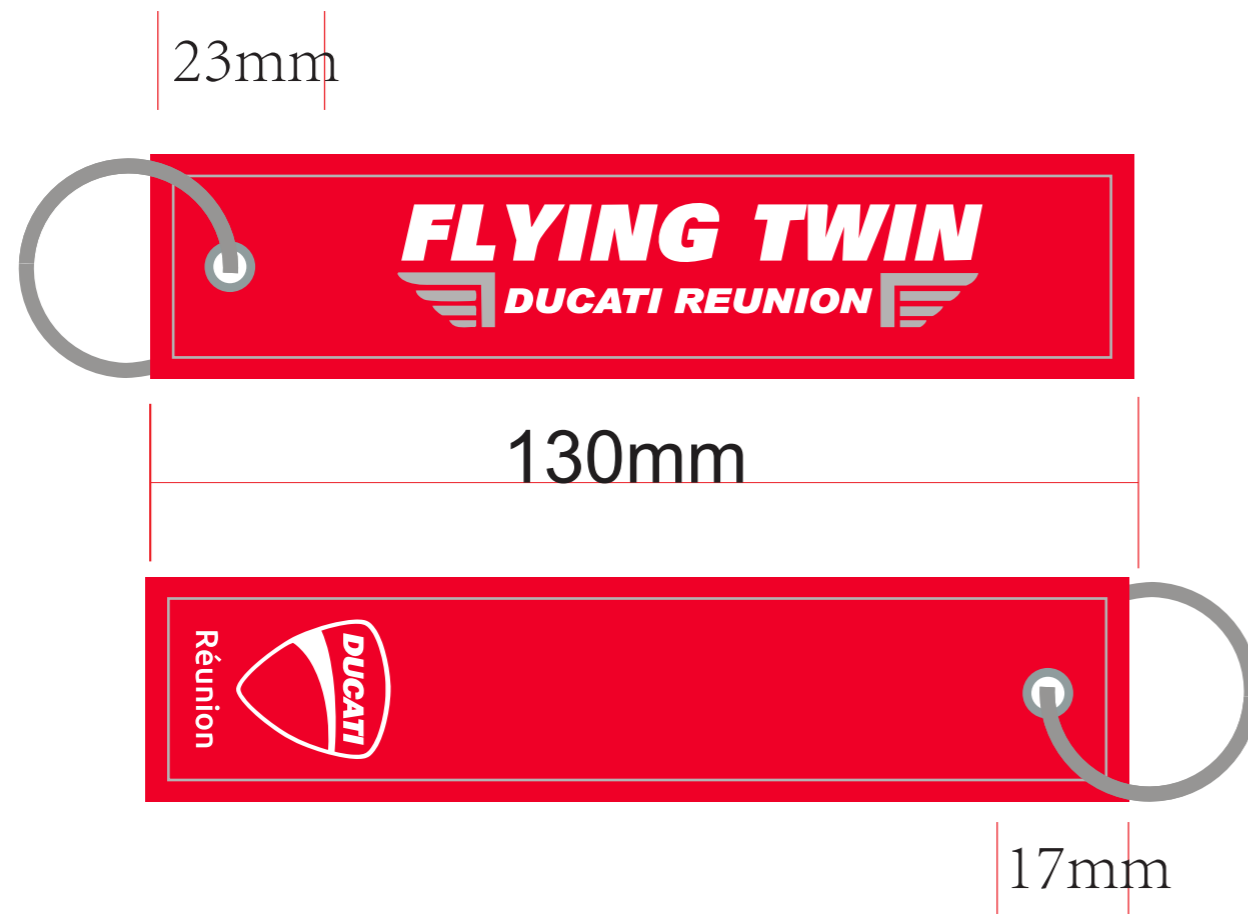 23mm
FLYING TWIN
DUCATI REUNION
130mm
DUCATI
Réunion
17mm